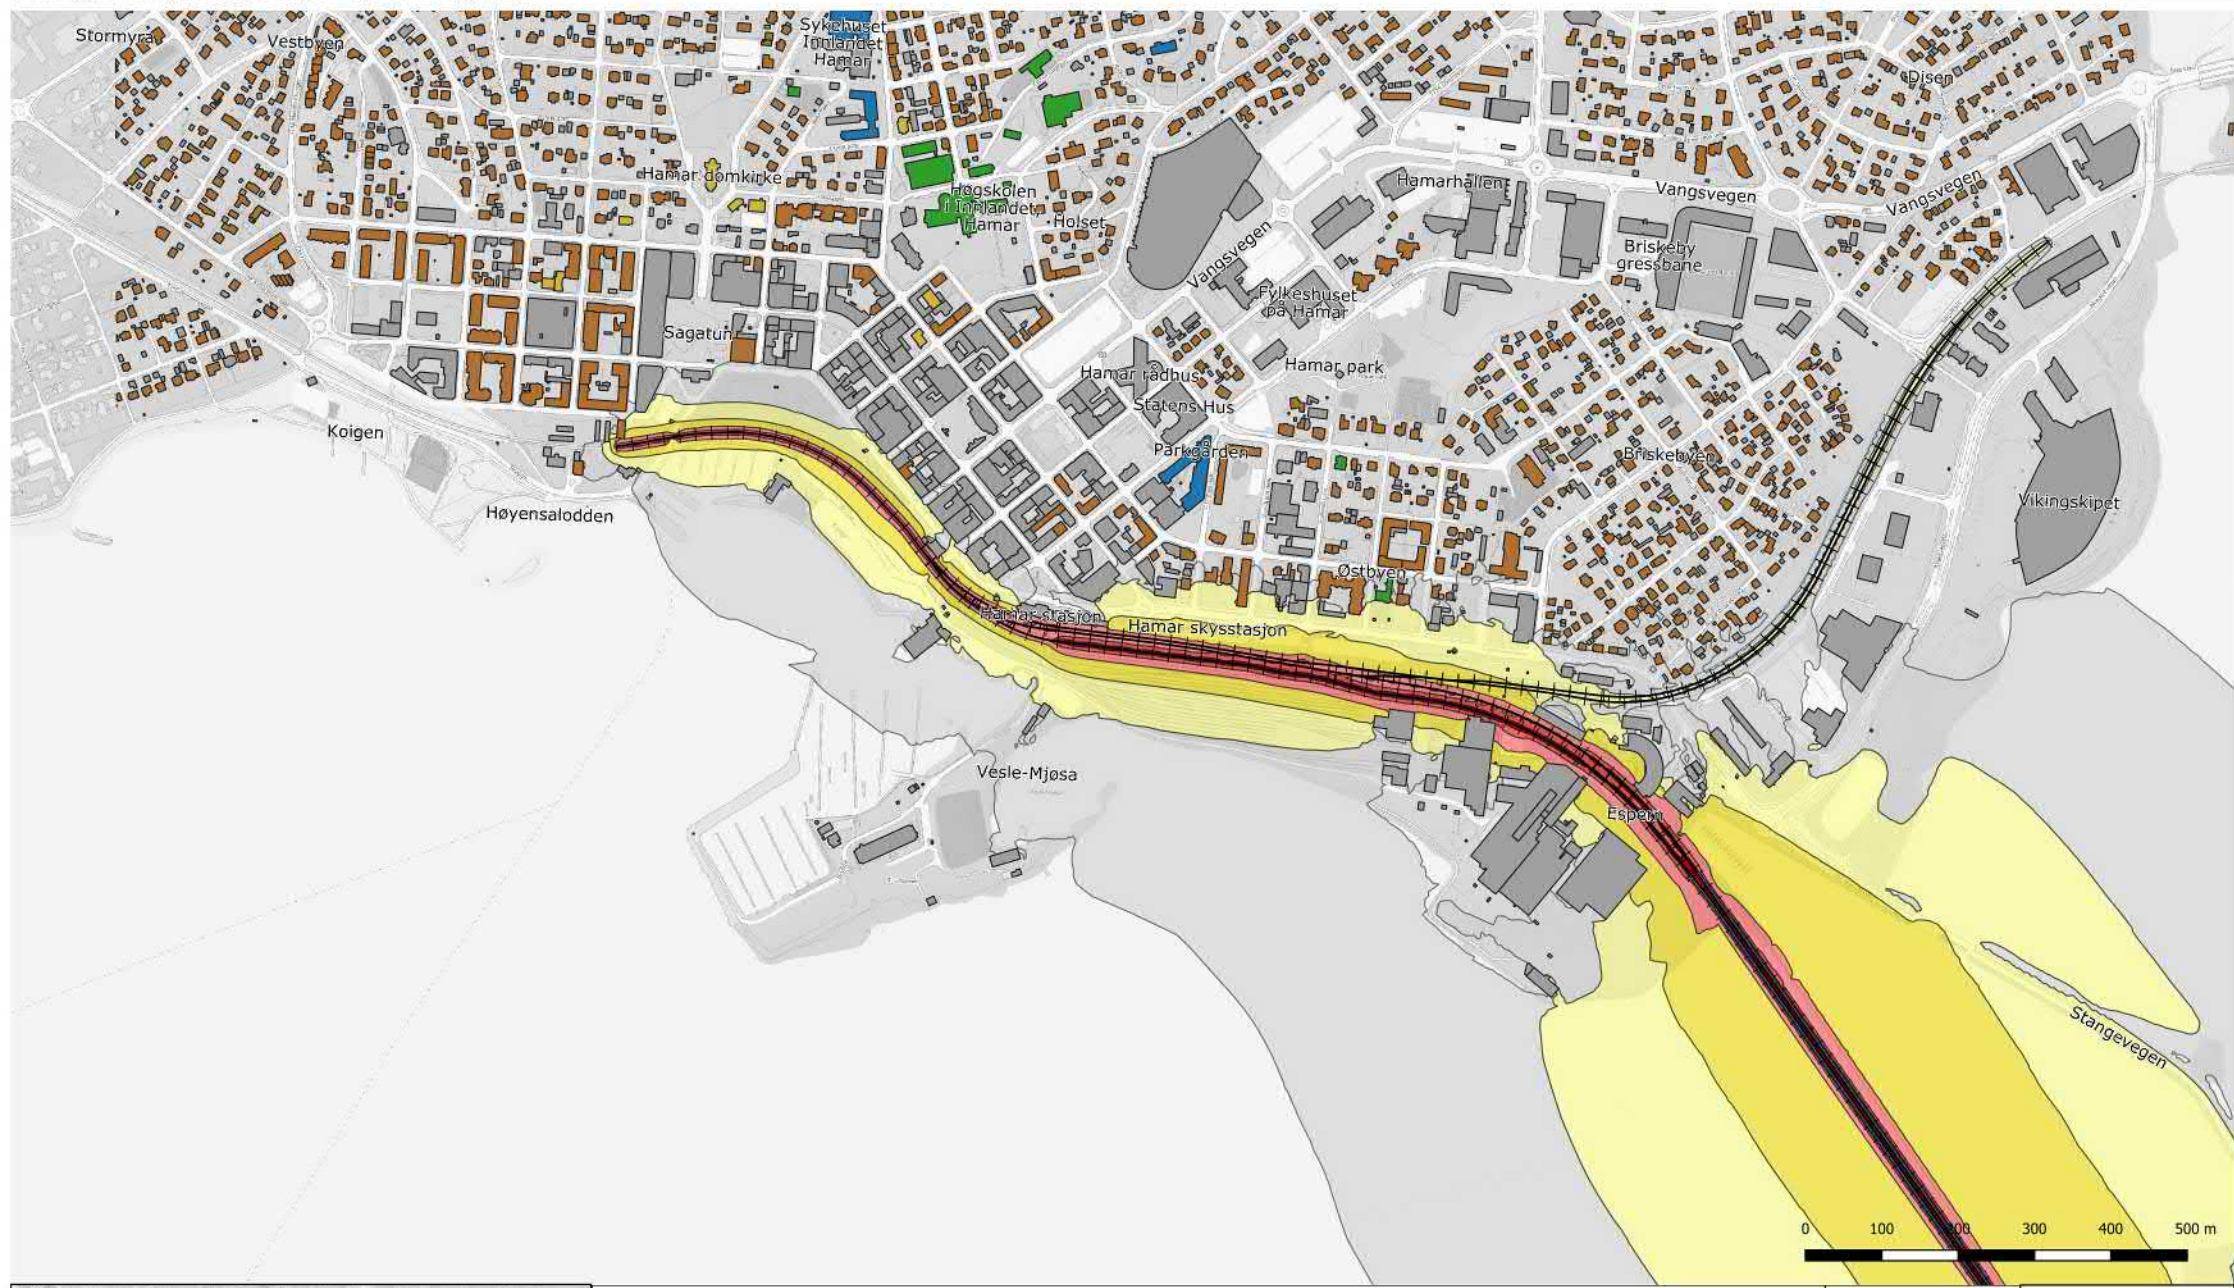 Stormyra
Vestbyen
Sykehuset
Innlandet
Hamar
Disen
Hamar domkirke
Høgskolen
i Innlandet,
Hamar
Holset
Hamarhallen
Vangsvegen
Vangsvegen
Vangsvegen
Briskeby
gressbane
Fylkeshuset
på Hamar
Sagatun
Hamar rådhus
Hamar park
Statens Hus
Koigen
Parkgården
Briskebyen
Vikingskipet
Høyensalodden
Østbyen
Hamar stasjon
Hamar skysstasjon
Vesle-Mjøsa
Espern
Stangevegen
0 100 200 300 400 500 m